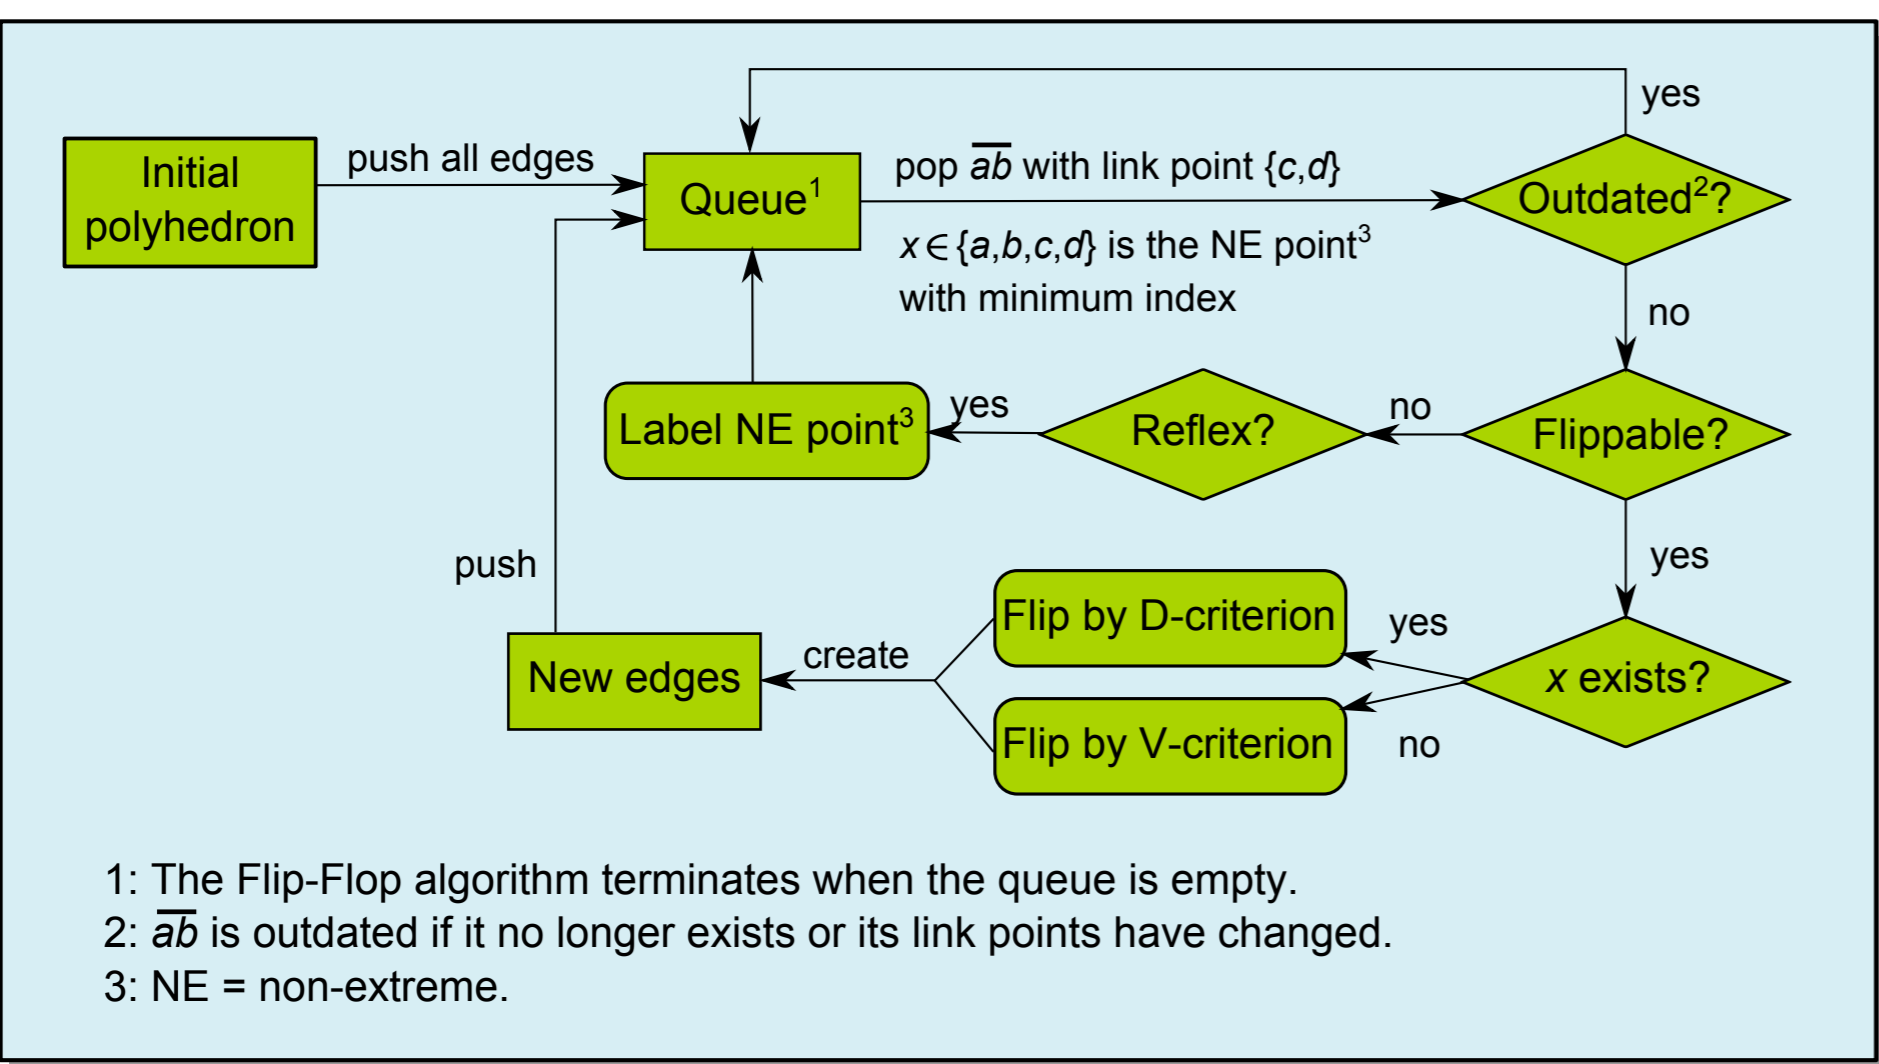 yes
Initial
polyhedron
push all edges
Queue¹
pop a̅b̅ with link point {c,d}
Outdated²?
x∈{a,b,c,d} is the NE point³
with minimum index
no
Label NE point³
yes
Reflex?
no
Flippable?
push
yes
Flip by D-criterion
yes
New edges
create
x exists?
Flip by V-criterion
no
1: The Flip-Flop algorithm terminates when the queue is empty.
2: a̅b̅ is outdated if it no longer exists or its link points have changed.
3: NE = non-extreme.